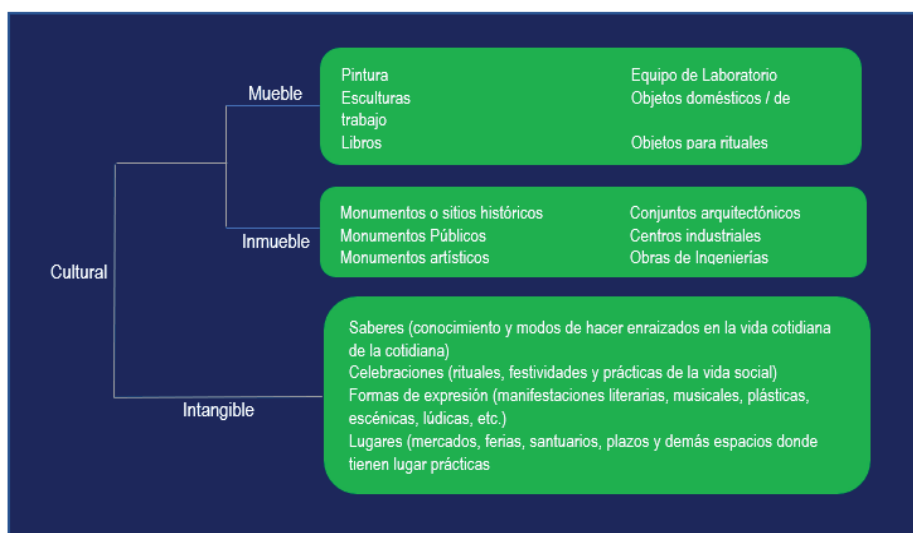 Mueble
Pintura Equipo de Laboratorio
Esculturas Objetos domésticos / de
trabajo
Libros Objetos para rituales
Inmueble
Monumentos o sitios históricos Conjuntos arquitectónicos
Monumentos Públicos Centros industriales
Monumentos artísticos Obras de Ingenierías
Cultural
Intangible
Saberes (conocimiento y modos de hacer enraizados en la vida cotidiana
de la cotidiana)
Celebraciones (rituales, festividades y prácticas de la vida social)
Formas de expresión (manifestaciones literarias, musicales, plásticas,
escénicas, lúdicas, etc.)
Lugares (mercados, ferias, santuarios, plazos y demás espacios donde
tienen lugar prácticas